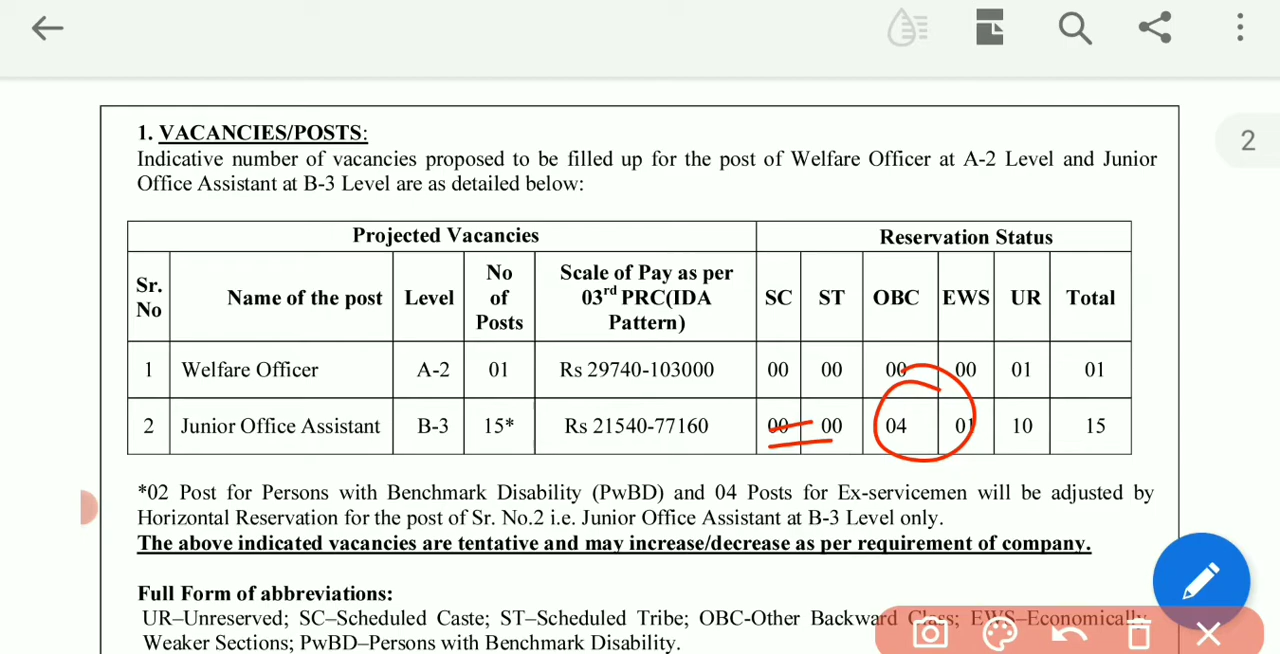 2
1. VACANCIES/POSTS:
Indicative number of vacancies proposed to be filled up for the post of Welfare Officer at A-2 Level and Junior
Office Assistant at B-3 Level are as detailed below:
Projected Vacancies Reservation Status
Sr. No Name of the post Level No of Posts Scale of Pay as per 03rd PRC(IDA Pattern) SC ST OBC EWS UR Total
1 Welfare Officer A-2 01 Rs 29740-103000 00 00 00 00 01 01
2 Junior Office Assistant B-3 15* Rs 21540-77160 00 00 04 01 10 15
*02 Post for Persons with Benchmark Disability (PwBD) and 04 Posts for Ex-servicemen will be adjusted by
Horizontal Reservation for the post of Sr. No.2 i.e. Junior Office Assistant at B-3 Level only.
The above indicated vacancies are tentative and may increase/decrease as per requirement of company.
Full Form of abbreviations:
UR–Unreserved; SC–Scheduled Caste; ST–Scheduled Tribe; OBC-Other Backward Class; EWS–Economically
Weaker Sections; PwBD–Persons with Benchmark Disability.